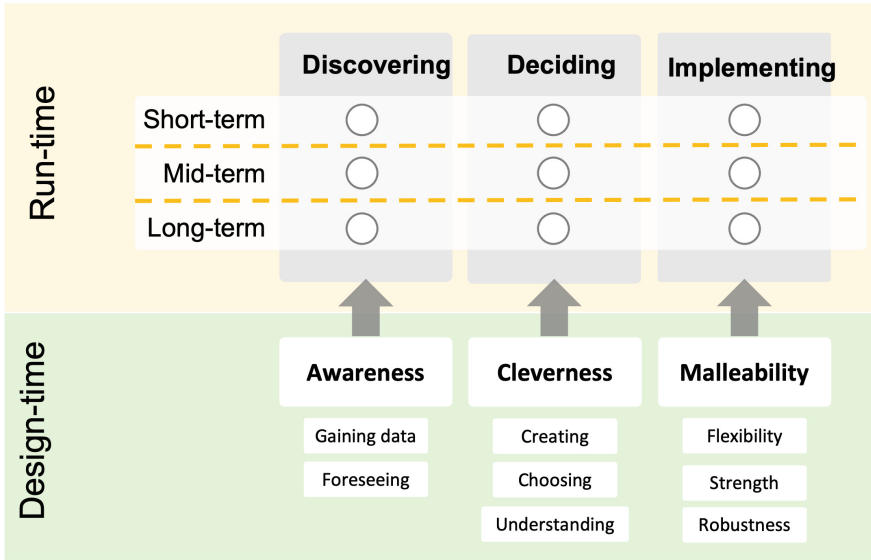 Run-time
Discovering
Deciding
Implementing
Short-term
Mid-term
Long-term
Design-time
Awareness
Cleverness
Malleability
Gaining data
Creating
Flexibility
Foreseeing
Choosing
Strength
Understanding
Robustness